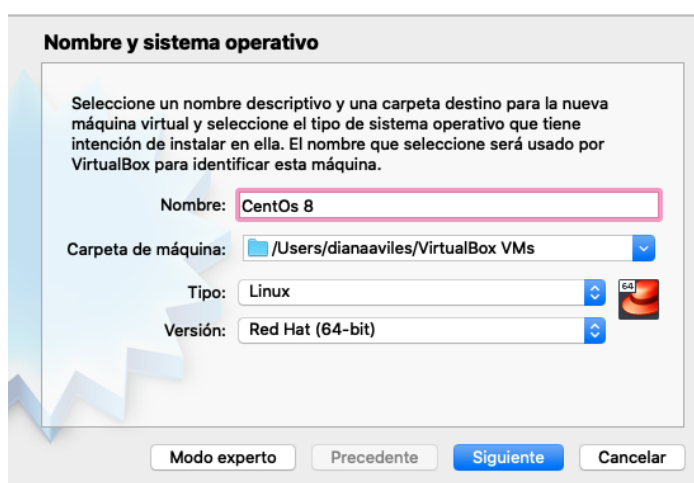 Nombre y sistema operativo
Seleccione un nombre descriptivo y una carpeta destino para la nueva
máquina virtual y seleccione el tipo de sistema operativo que tiene
intención de instalar en ella. El nombre que seleccione será usado por
VirtualBox para identificar esta máquina.
Nombre: CentOs 8
Carpeta de máquina: /Users/dianaaviles/VirtualBox VMs
Tipo: Linux 64
Versión: Red Hat (64-bit)
Modo experto Precedente Siguiente Cancelar